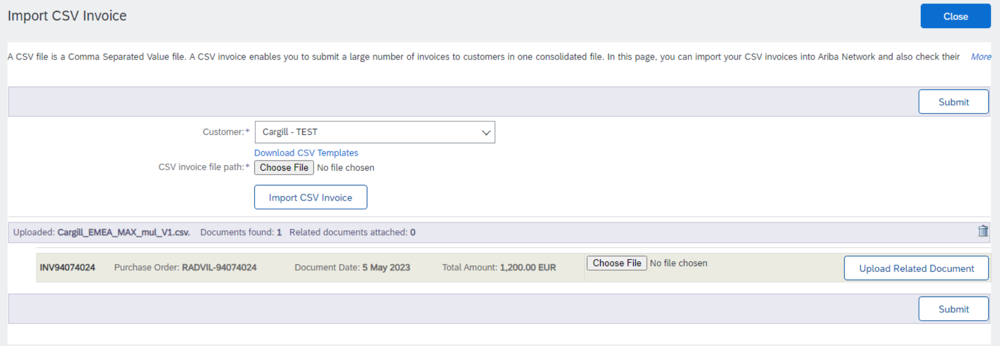 Import CSV Invoice
Close
A CSV file is a Comma Separated Value file. A CSV invoice enables you to submit a large number of invoices to customers in one consolidated file. In this page, you can import your CSV invoices into Ariba Network and also check their More
Submit
Customer:* Cargill - TEST
Download CSV Templates
CSV invoice file path:* Choose File No file chosen
Import CSV Invoice
Uploaded: Cargill_EMEA_MAX_mul_V1.csv. Documents found: 1 Related documents attached: 0
INV94074024 Purchase Order: RADVIL-94074024 Document Date: 5 May 2023 Total Amount: 1,200.00 EUR Choose File No file chosen Upload Related Document
Submit